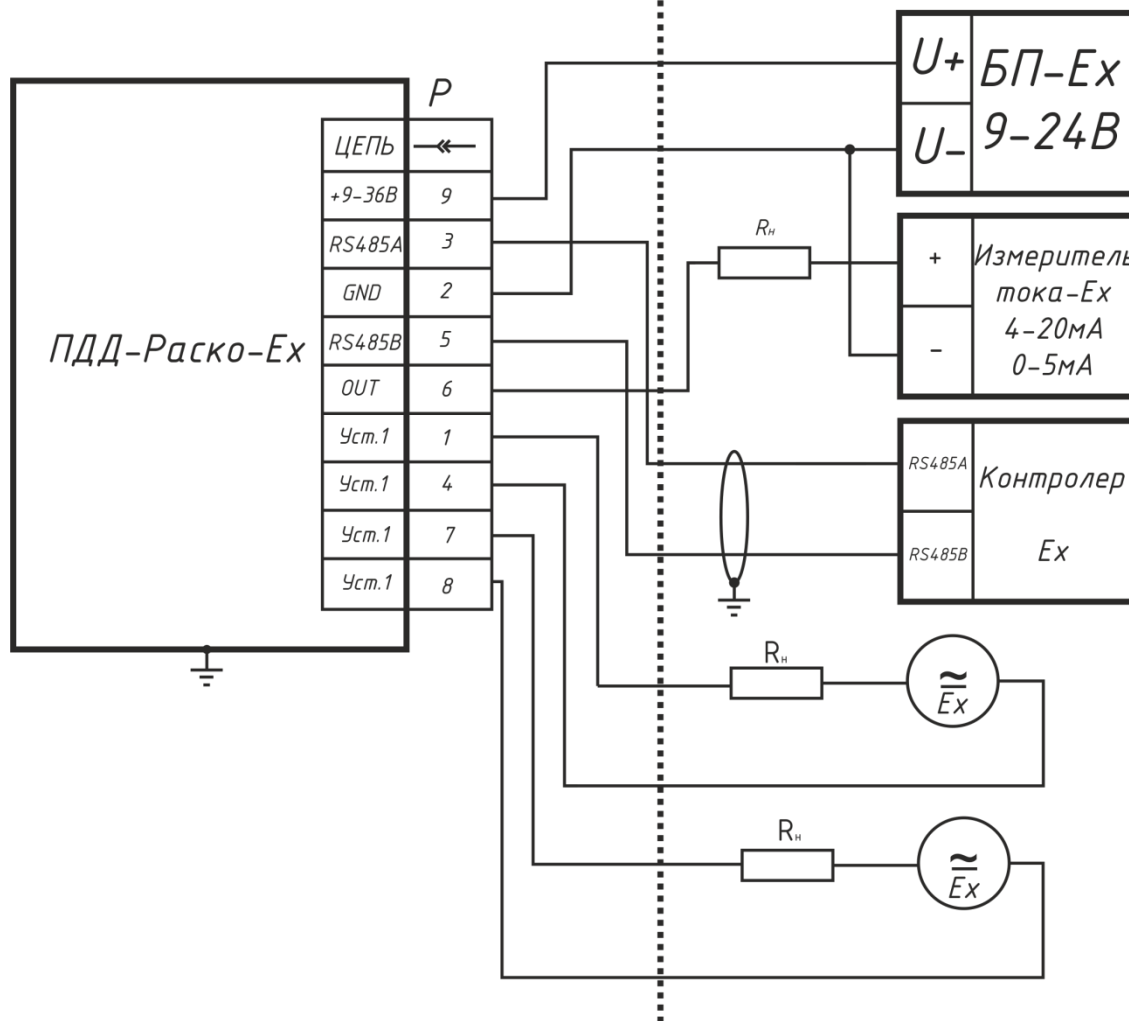 P
ЦЕПЬ
+9-36В 9
RS485A 3
GND 2
RS485B 5
OUT 6
Уст.1 1
Уст.1 4
Уст.1 7
Уст.1 8
ПДД-Раско-Ex
U+
U-
БП-Ex
9-24В
Rн
+
-
Измеритель
тока-Ex
4-20мА
0-5мА
RS485A
RS485B
Контролер
Ex
Rн
≃
Ex
Rн
≃
Ex